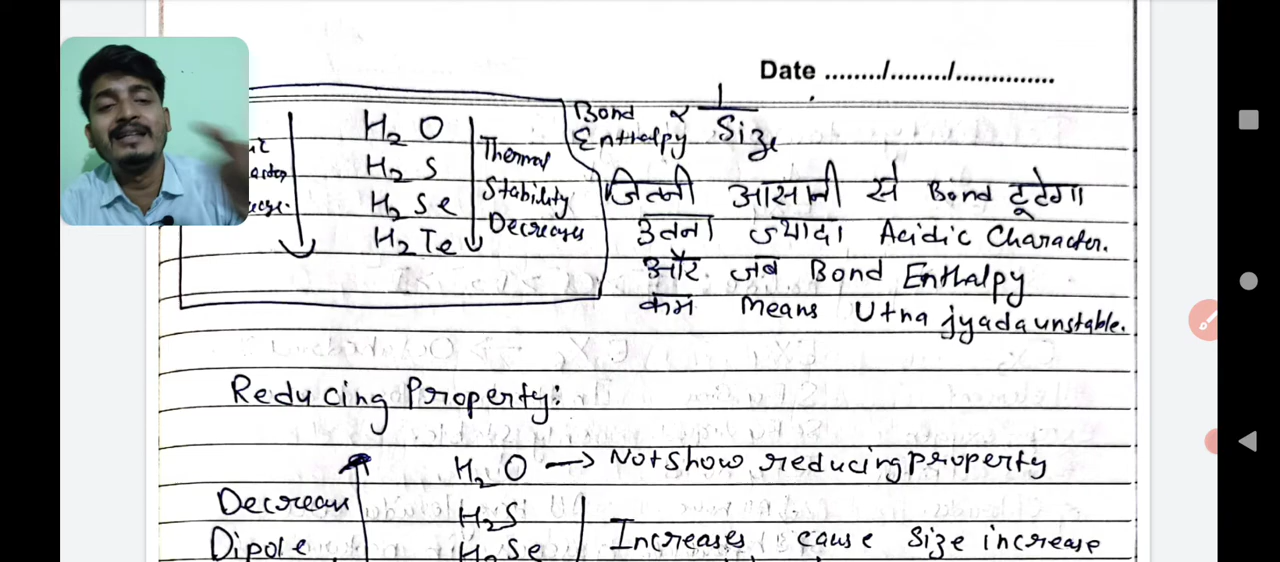 Date ......../......../..............
Bond ∝ 1/Size
Enthalpy
H2O
H2S
H2Se
H2Te
Thermal
Stability
Decreases
जितनी आसानी से Bond टूटेगा
उतना ज्यादा Acidic Character.
और जब Bond Enthalpy
कम means Utna jyada unstable.
Reducing Property:
H2O → Not show reducing property
Decrease
H2S
Dipole
H2Se
Increases cause Size increase